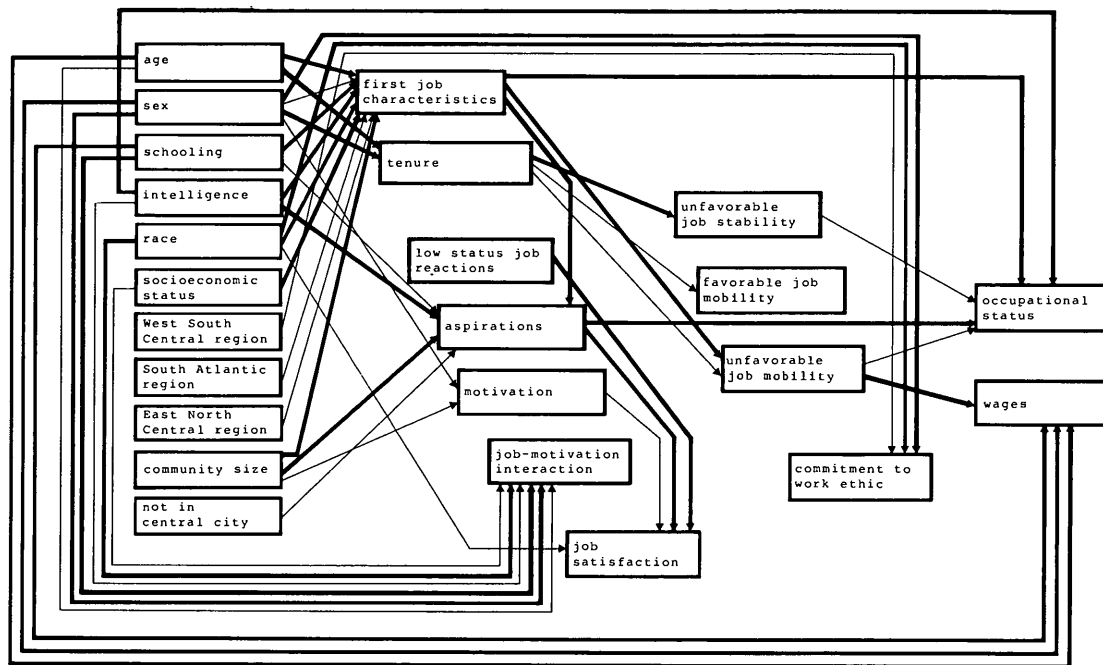 age
sex
schooling
intelligence
race
socioeconomic
status
West South
Central region
South Atlantic
region
East North
Central region
community size
not in
central city
first job
characteristics
tenure
low status job
reactions
aspirations
motivation
job-motivation
interaction
job
satisfaction
unfavorable
job stability
favorable job
mobility
unfavorable
job mobility
commitment to
work ethic
occupational
status
wages